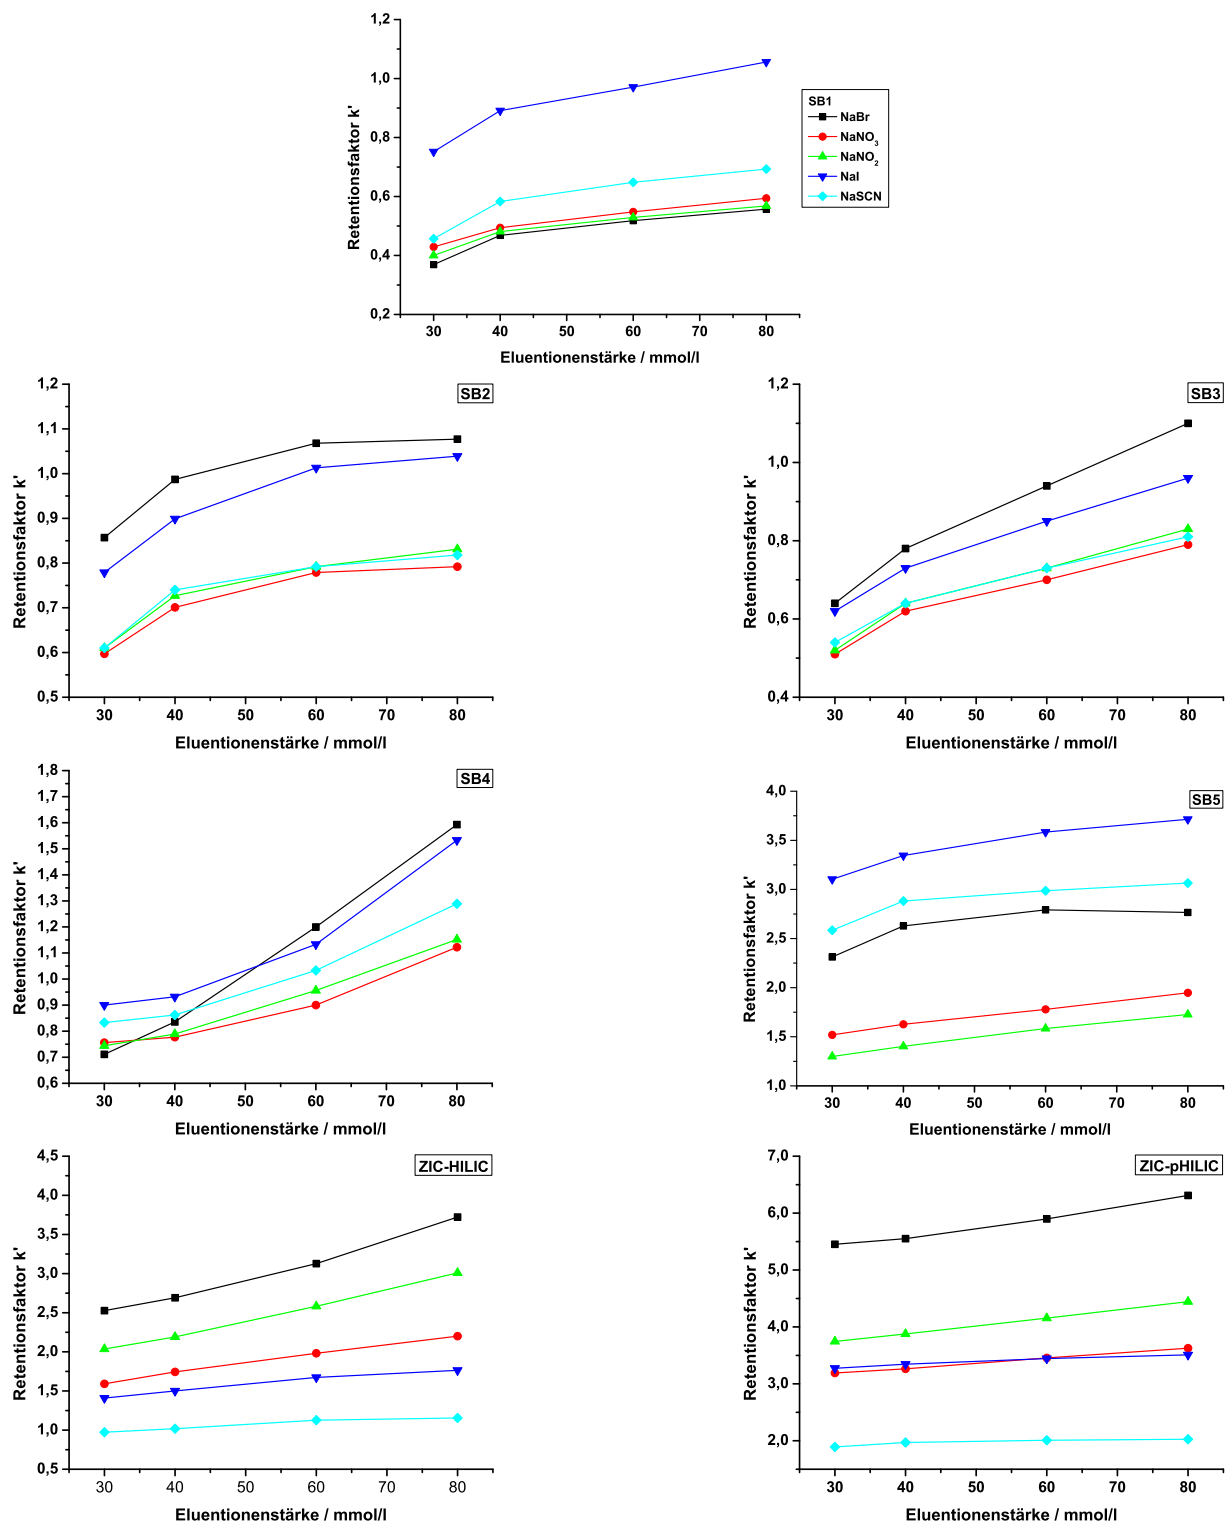 1,2
1,0
0,8
0,6
0,4
0,2
Retentionsfaktor k'
30 40 50 60 70 80
Eluentionenstärke / mmol/l
SB1
NaBr
NaNO₃
NaNO₂
NaI
NaSCN
SB2
1,2
1,1
1,0
0,9
0,8
0,7
0,6
0,5
Retentionsfaktor k'
30 40 50 60 70 80
Eluentionenstärke / mmol/l
SB3
1,2
1,0
0,8
0,6
0,4
Retentionsfaktor k'
30 40 50 60 70 80
Eluentionenstärke / mmol/l
SB4
1,8
1,7
1,6
1,5
1,4
1,3
1,2
1,1
1,0
0,9
0,8
0,7
0,6
Retentionsfaktor k'
30 40 50 60 70 80
Eluentionenstärke / mmol/l
SB5
4,0
3,5
3,0
2,5
2,0
1,5
1,0
Retentionsfaktor k'
30 40 50 60 70 80
Eluentionenstärke / mmol/l
ZIC-HILIC
4,5
4,0
3,5
3,0
2,5
2,0
1,5
1,0
0,5
Retentionsfaktor k'
30 40 50 60 70 80
Eluentionenstärke / mmol/l
ZIC-pHILIC
7,0
6,0
5,0
4,0
3,0
2,0
Retentionsfaktor k'
30 40 50 60 70 80
Eluentionenstärke / mmol/l